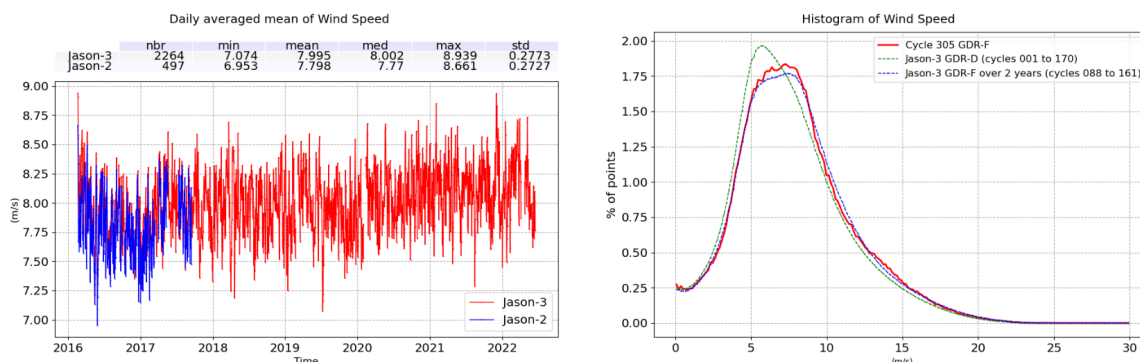 Daily averaged mean of Wind Speed
nbr min mean med max std
Jason-3 2264 7.074 7.995 8.002 8.939 0.2773
Jason-2 497 6.953 7.798 7.77 8.661 0.2727
9.00
8.75
8.50
8.25
8.00
7.75
7.50
7.25
7.00
(m/s)
Jason-3
Jason-2
2016 2017 2018 2019 2020 2021 2022
Time
Histogram of Wind Speed
Cycle 305 GDR-F
Jason-3 GDR-D (cycles 001 to 170)
Jason-3 GDR-F over 2 years (cycles 088 to 161)
2.00
1.75
1.50
1.25
1.00
0.75
0.50
0.25
0.00
% of points
0 5 10 15 20 25 30
(m/s)